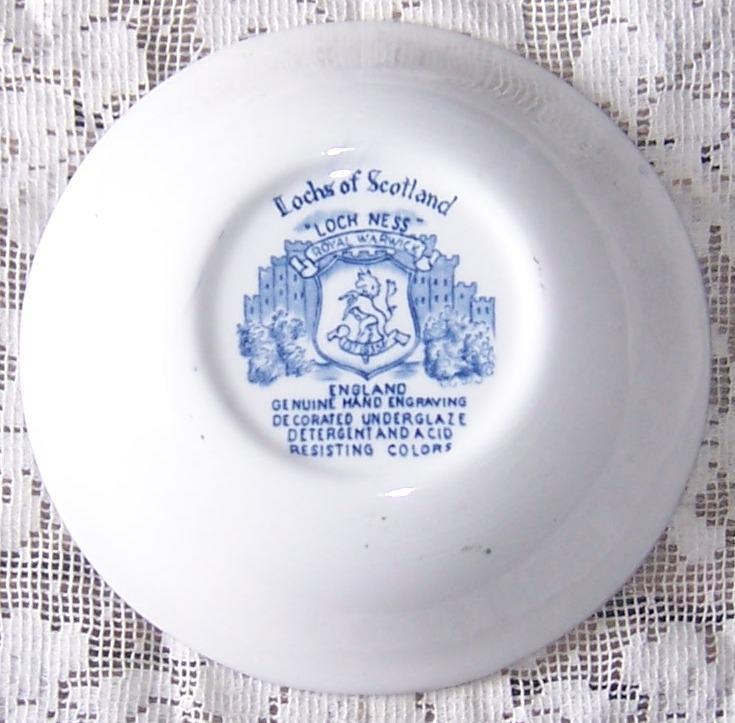 Lochs of Scotland
"LOCH NESS"
ROYAL WARWICK
ENGLAND
GENUINE HAND ENGRAVING
DECORATED UNDERGLAZE
DETERGENT AND ACID
RESISTING COLORS